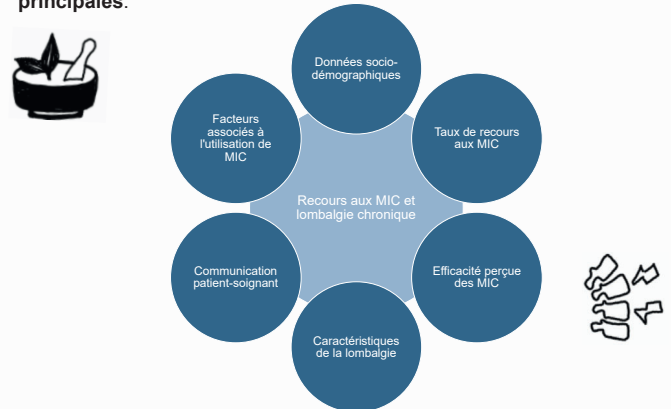 principales.
Données socio-
démographiques
Taux de recours
aux MIC
Efficacité perçue
des MIC
Caractéristiques
de la lombalgie
Communication
patient-soignant
Facteurs
associés à
l'utilisation de
MIC
Recours aux MIC et
lombalgie chronique